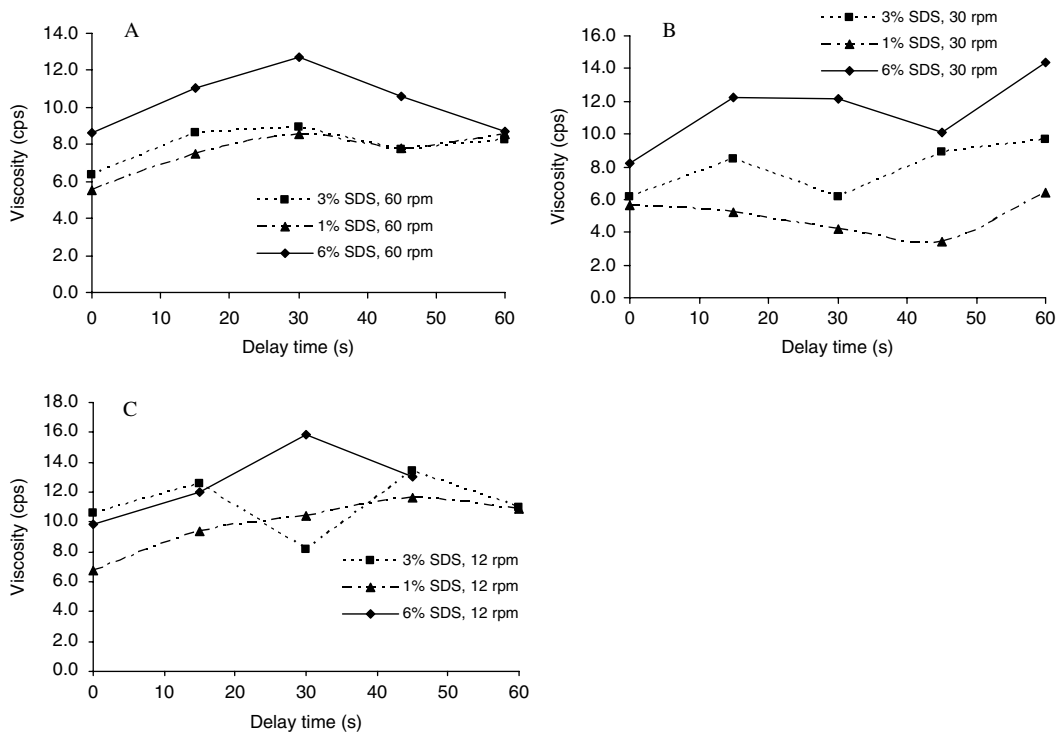 A
14.0
12.0
10.0
8.0
6.0
4.0
2.0
0.0
Viscosity (cps)
3% SDS, 60 rpm
1% SDS, 60 rpm
6% SDS, 60 rpm
0 10 20 30 40 50 60
Delay time (s)
B
3% SDS, 30 rpm
1% SDS, 30 rpm
6% SDS, 30 rpm
16.0
14.0
12.0
10.0
8.0
6.0
4.0
2.0
0.0
Viscosity (cps)
0 10 20 30 40 50 60
Delay time (s)
C
18.0
16.0
14.0
12.0
10.0
8.0
6.0
4.0
2.0
0.0
Viscosity (cps)
3% SDS, 12 rpm
1% SDS, 12 rpm
6% SDS, 12 rpm
0 10 20 30 40 50 60
Delay time (s)